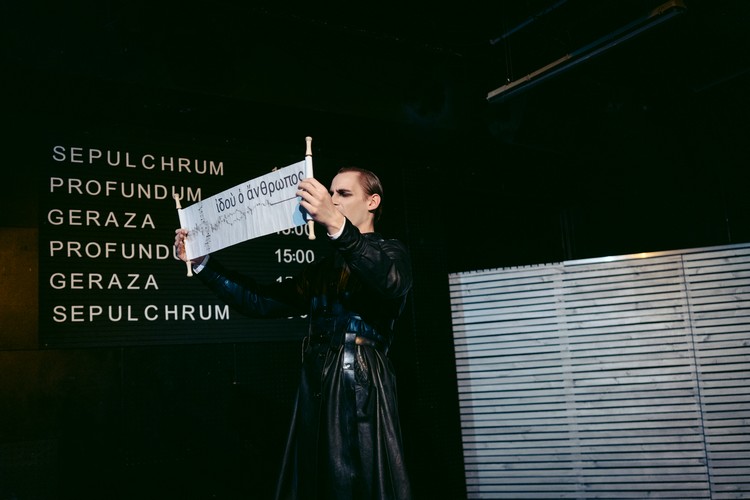 SEPULCHRUM
PROFUNDUM
GERAZA
PROFUNDUM 15:00
GERAZA
SEPULCHRUM
ἰδοὺ ὁ ἄνθρωπος